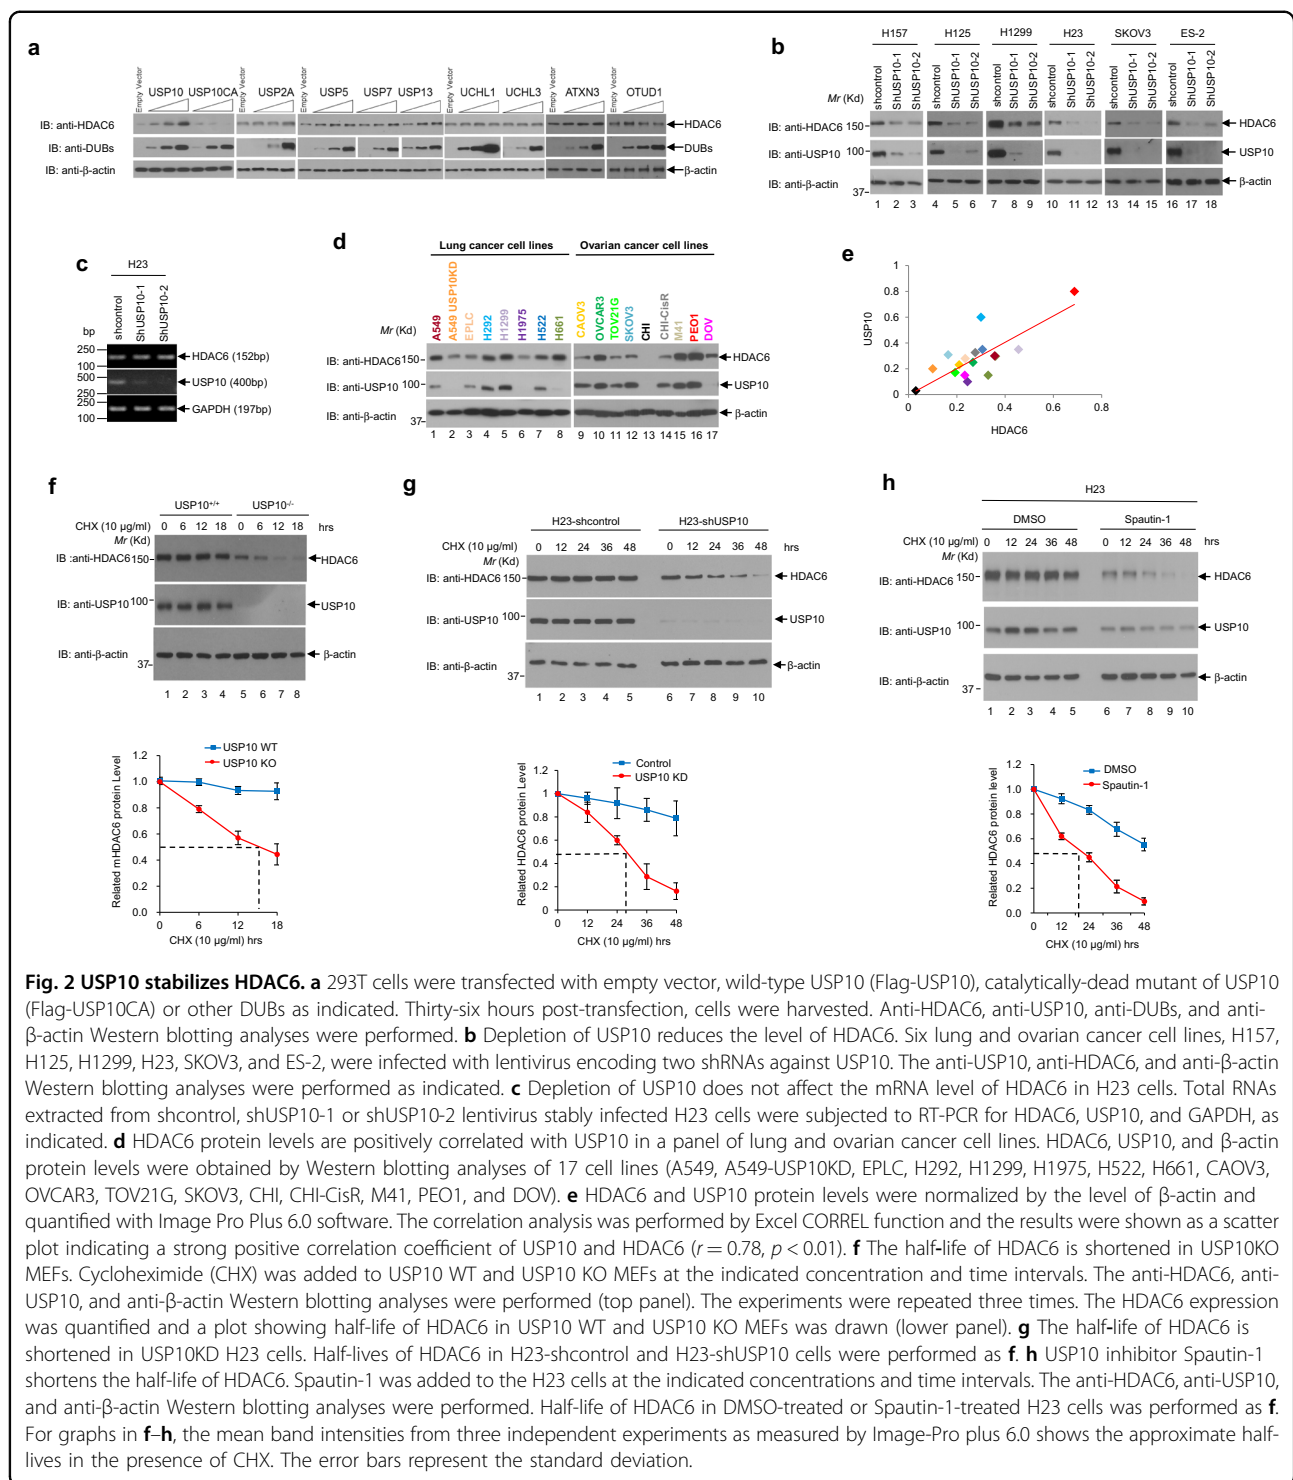 a
Empty Vector
USP10
USP10CA
Empty Vector
USP2A
Empty Vector
USP5
USP7
USP13
Empty Vector
UCHL1
UCHL3
Empty Vector
ATXN3
Empty Vector
OTUD1
IB: anti-HDAC6
HDAC6
IB: anti-DUBs
DUBs
IB: anti-β-actin
β-actin
b
H157 H125 H1299 H23 SKOV3 ES-2
shcontrol ShUSP10-1 ShUSP10-2 shcontrol ShUSP10-1 ShUSP10-2 shcontrol ShUSP10-1 ShUSP10-2 shcontrol ShUSP10-1 ShUSP10-2 shcontrol ShUSP10-1 ShUSP10-2 shcontrol ShUSP10-1 ShUSP10-2
Mr (Kd)
IB: anti-HDAC6 150 HDAC6
IB: anti-USP10 100 USP10
IB: anti-β-actin β-actin
37
1 2 3 4 5 6 7 8 9 10 11 12 13 14 15 16 17 18
c
H23
shcontrol ShUSP10-1 ShUSP10-2
bp
250
HDAC6 (152bp)
100
500
USP10 (400bp)
250
250
GAPDH (197bp)
100
d
Lung cancer cell lines Ovarian cancer cell lines
A549 A549 USP10KD EPLC H292 H1299 H1975 H522 H661 CAOV3 OVCAR3 TOV21G SKOV3 CHI CHI-CisR M41 PEO1 DOV
Mr (Kd)
IB: anti-HDAC6 150 HDAC6
IB: anti-USP10 100 USP10
IB: anti-β-actin β-actin
37
1 2 3 4 5 6 7 8 9 10 11 12 13 14 15 16 17
e
USP10
1
0.8
0.6
0.4
0.2
0
0 0.2 0.4 0.6 0.8
HDAC6
f
USP10+/+ USP10-/-
CHX (10 µg/ml) 0 6 12 18 0 6 12 18 hrs
Mr (Kd)
IB :anti-HDAC6 150 HDAC6
IB: anti-USP10 100 USP10
IB: anti-β-actin β-actin
37
1 2 3 4 5 6 7 8
USP10 WT
USP10 KO
Related mHDAC6 protein Level
1.2
1.0
0.8
0.6
0.4
0.2
0.0
0 6 12 18
CHX (10 µg/ml) hrs
g
H23-shcontrol H23-shUSP10
CHX (10 µg/ml) 0 12 24 36 48 0 12 24 36 48 hrs
Mr (Kd)
IB: anti-HDAC6 150 HDAC6
IB: anti-USP10 100 USP10
IB: anti-β-actin β-actin
37
1 2 3 4 5 6 7 8 9 10
Control
USP10 KD
Related HDAC6 protein Level
1.2
1
0.8
0.6
0.4
0.2
0
0 12 24 36 48
CHX (10 µg/ml) hrs
h
H23
DMSO Spautin-1
CHX (10 µg/ml) 0 12 24 36 48 0 12 24 36 48 hrs
Mr (Kd)
IB: anti-HDAC6 150 HDAC6
IB: anti-USP10 100 USP10
IB: anti-β-actin β-actin
37
1 2 3 4 5 6 7 8 9 10
DMSO
Spautin-1
Related HDAC6 protein level
1.2
1.0
0.8
0.6
0.4
0.2
0.0
0 12 24 36 48
CHX (10 µg/ml) hrs
Fig. 2 USP10 stabilizes HDAC6. a 293T cells were transfected with empty vector, wild-type USP10 (Flag-USP10), catalytically-dead mutant of USP10
(Flag-USP10CA) or other DUBs as indicated. Thirty-six hours post-transfection, cells were harvested. Anti-HDAC6, anti-USP10, anti-DUBs, and anti-
β-actin Western blotting analyses were performed. b Depletion of USP10 reduces the level of HDAC6. Six lung and ovarian cancer cell lines, H157,
H125, H1299, H23, SKOV3, and ES-2, were infected with lentivirus encoding two shRNAs against USP10. The anti-USP10, anti-HDAC6, and anti-β-actin
Western blotting analyses were performed as indicated. c Depletion of USP10 does not affect the mRNA level of HDAC6 in H23 cells. Total RNAs
extracted from shcontrol, shUSP10-1 or shUSP10-2 lentivirus stably infected H23 cells were subjected to RT-PCR for HDAC6, USP10, and GAPDH, as
indicated. d HDAC6 protein levels are positively correlated with USP10 in a panel of lung and ovarian cancer cell lines. HDAC6, USP10, and β-actin
protein levels were obtained by Western blotting analyses of 17 cell lines (A549, A549-USP10KD, EPLC, H292, H1299, H1975, H522, H661, CAOV3,
OVCAR3, TOV21G, SKOV3, CHI, CHI-CisR, M41, PEO1, and DOV). e HDAC6 and USP10 protein levels were normalized by the level of β-actin and
quantified with Image Pro Plus 6.0 software. The correlation analysis was performed by Excel CORREL function and the results were shown as a scatter
plot indicating a strong positive correlation coefficient of USP10 and HDAC6 (r = 0.78, p < 0.01). f The half-life of HDAC6 is shortened in USP10KO
MEFs. Cycloheximide (CHX) was added to USP10 WT and USP10 KO MEFs at the indicated concentration and time intervals. The anti-HDAC6, anti-
USP10, and anti-β-actin Western blotting analyses were performed (top panel). The experiments were repeated three times. The HDAC6 expression
was quantified and a plot showing half-life of HDAC6 in USP10 WT and USP10 KO MEFs was drawn (lower panel). g The half-life of HDAC6 is
shortened in USP10KD H23 cells. Half-lives of HDAC6 in H23-shcontrol and H23-shUSP10 cells were performed as f. h USP10 inhibitor Spautin-1
shortens the half-life of HDAC6. Spautin-1 was added to the H23 cells at the indicated concentrations and time intervals. The anti-HDAC6, anti-USP10,
and anti-β-actin Western blotting analyses were performed. Half-life of HDAC6 in DMSO-treated or Spautin-1-treated H23 cells was performed as f.
For graphs in f–h, the mean band intensities from three independent experiments as measured by Image-Pro plus 6.0 shows the approximate half-
lives in the presence of CHX. The error bars represent the standard deviation.